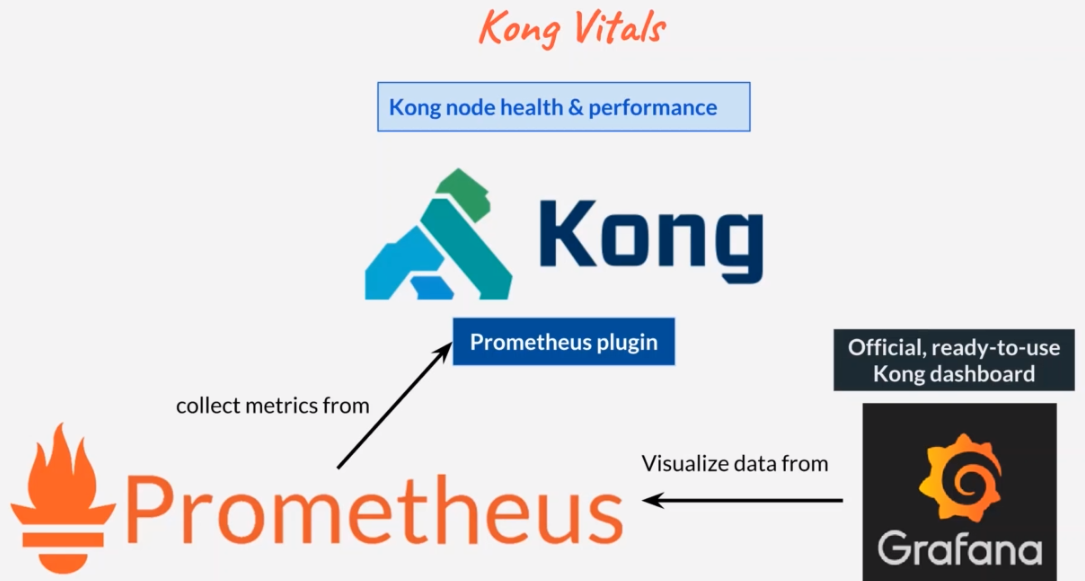 Kong Vitals
Kong node health & performance
Kong
Prometheus plugin
Official, ready-to-use
Kong dashboard
collect metrics from
Visualize data from
Prometheus
Grafana